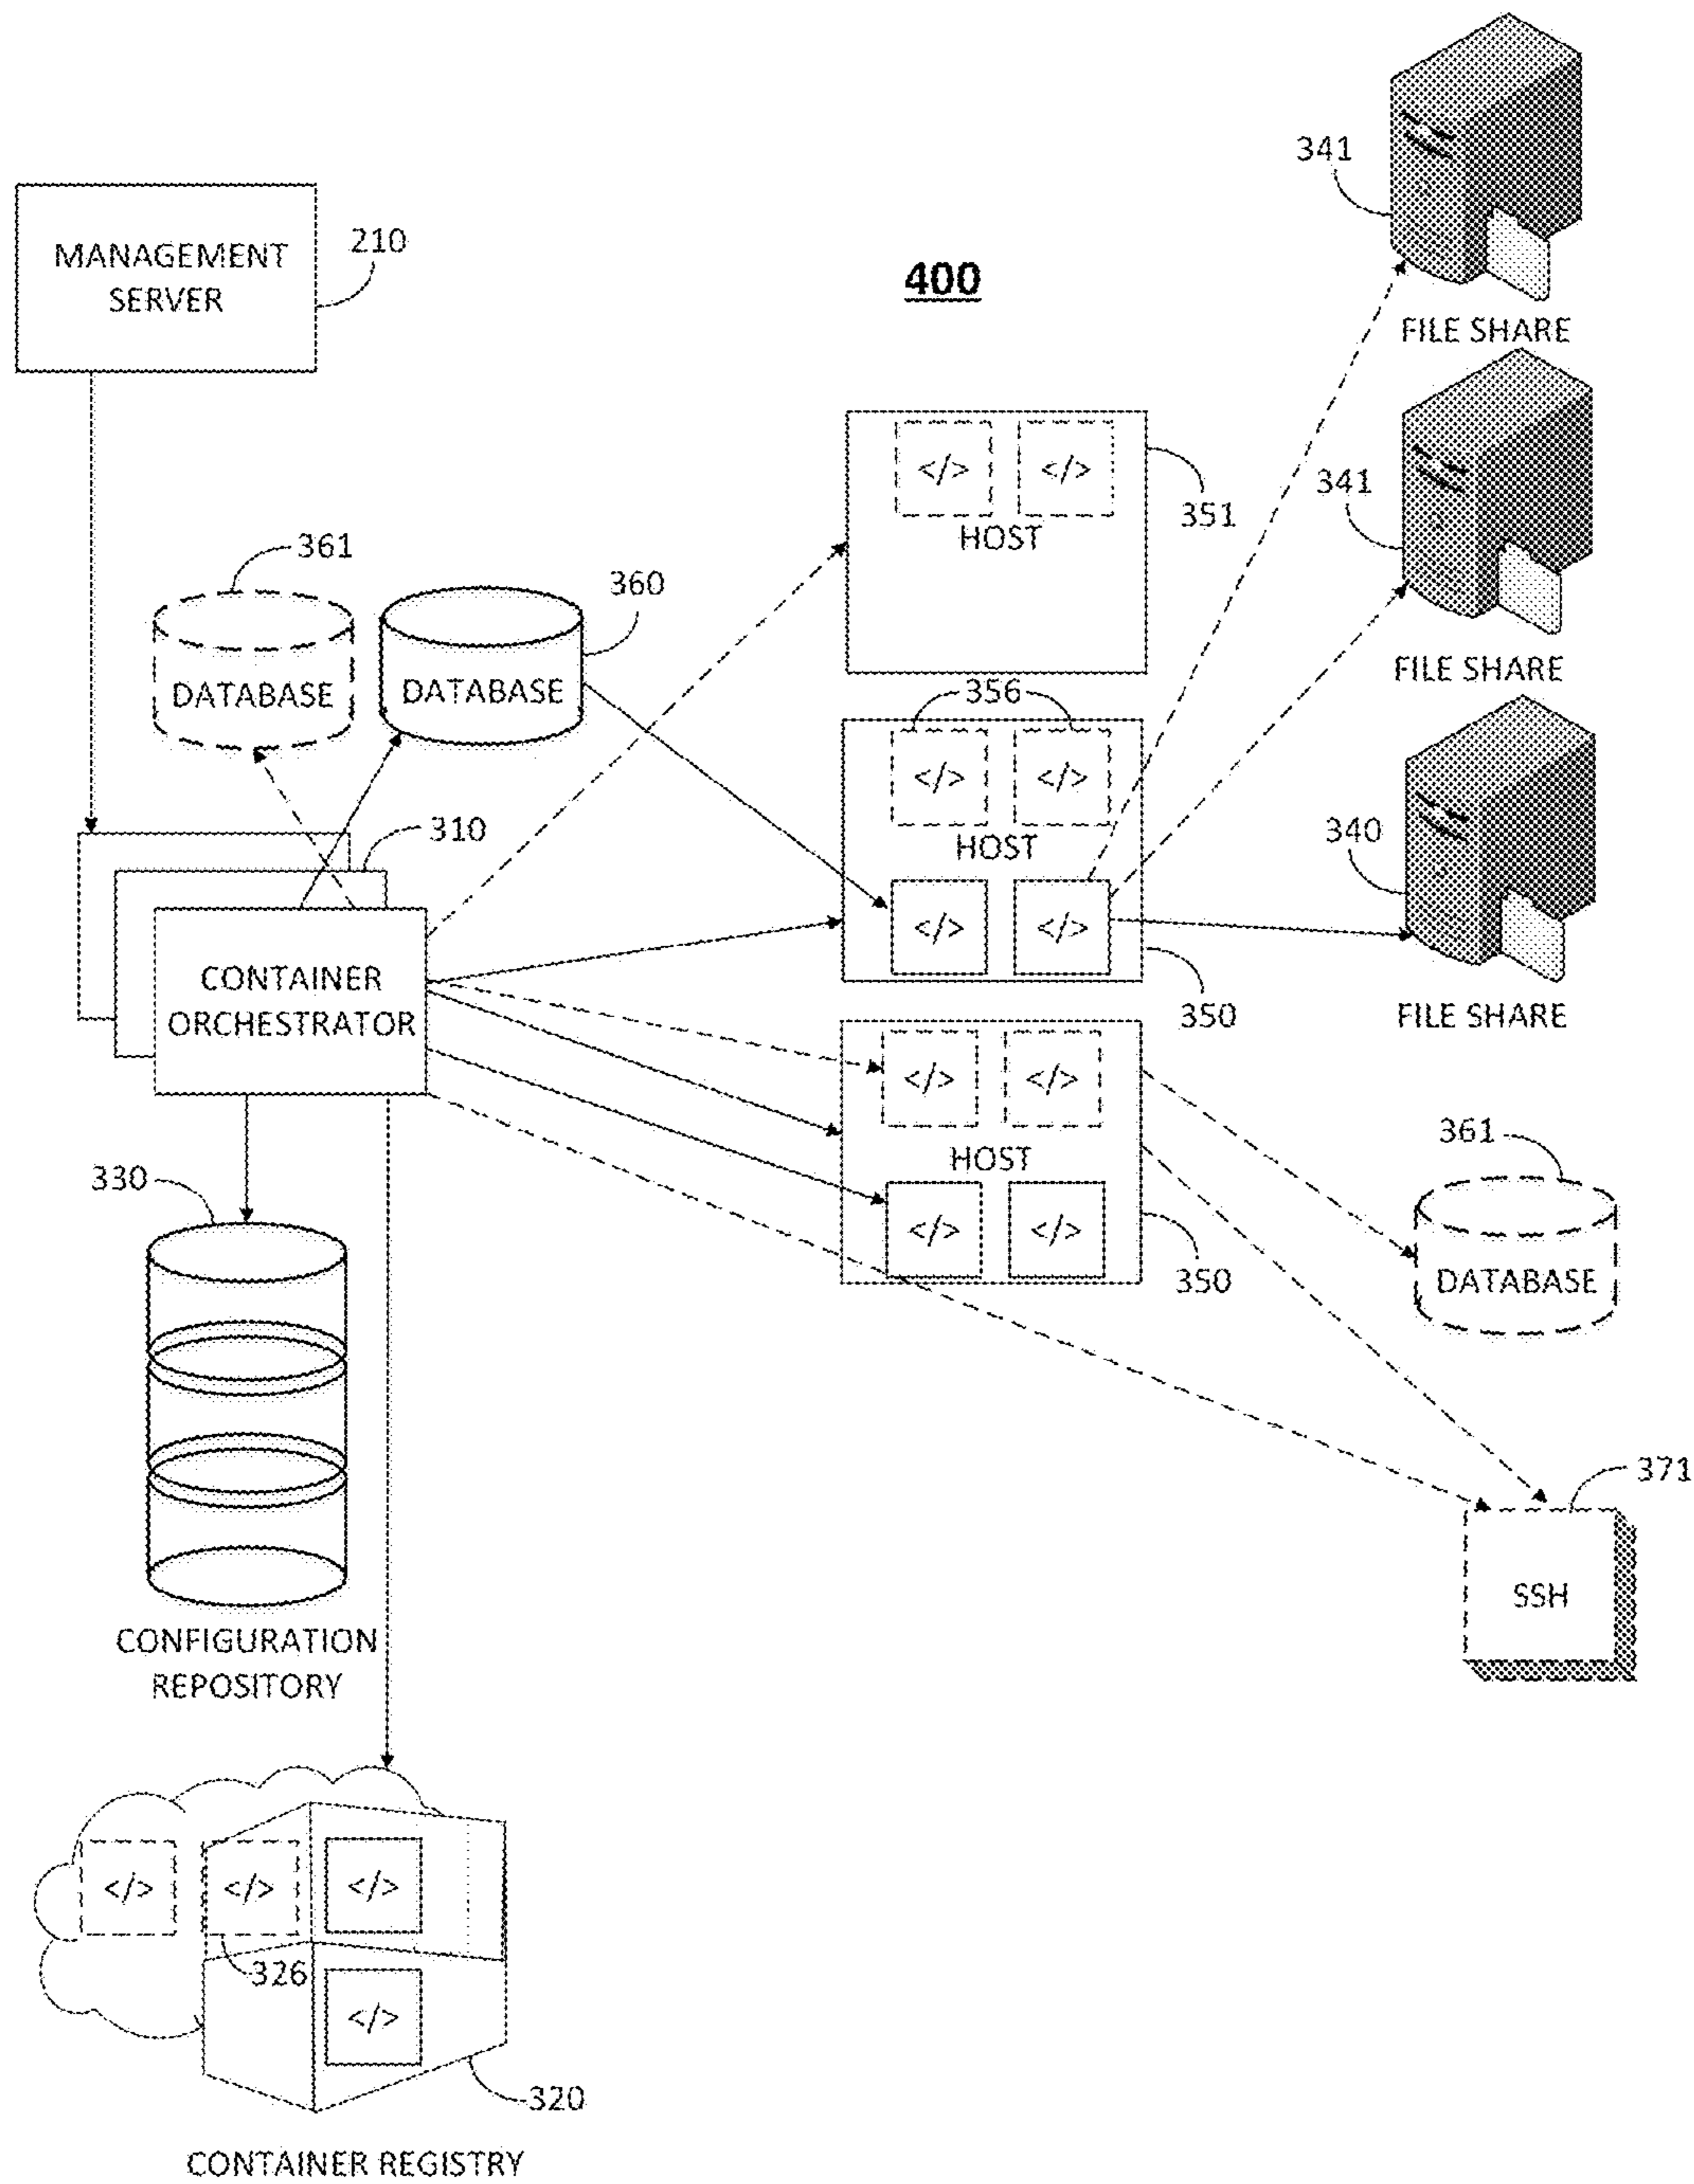 341
MANAGEMENT
SERVER
210
400
FILE SHARE
</>
</>
HOST
351
341
FILE SHARE
361
DATABASE
360
DATABASE
356
</>
</>
HOST
</>
</>
350
340
FILE SHARE
310
CONTAINER
ORCHESTRATOR
</>
</>
HOST
</>
</>
350
361
DATABASE
330
CONFIGURATION
REPOSITORY
371
SSH
</>
</>
</>
326
</>
320
CONTAINER REGISTRY